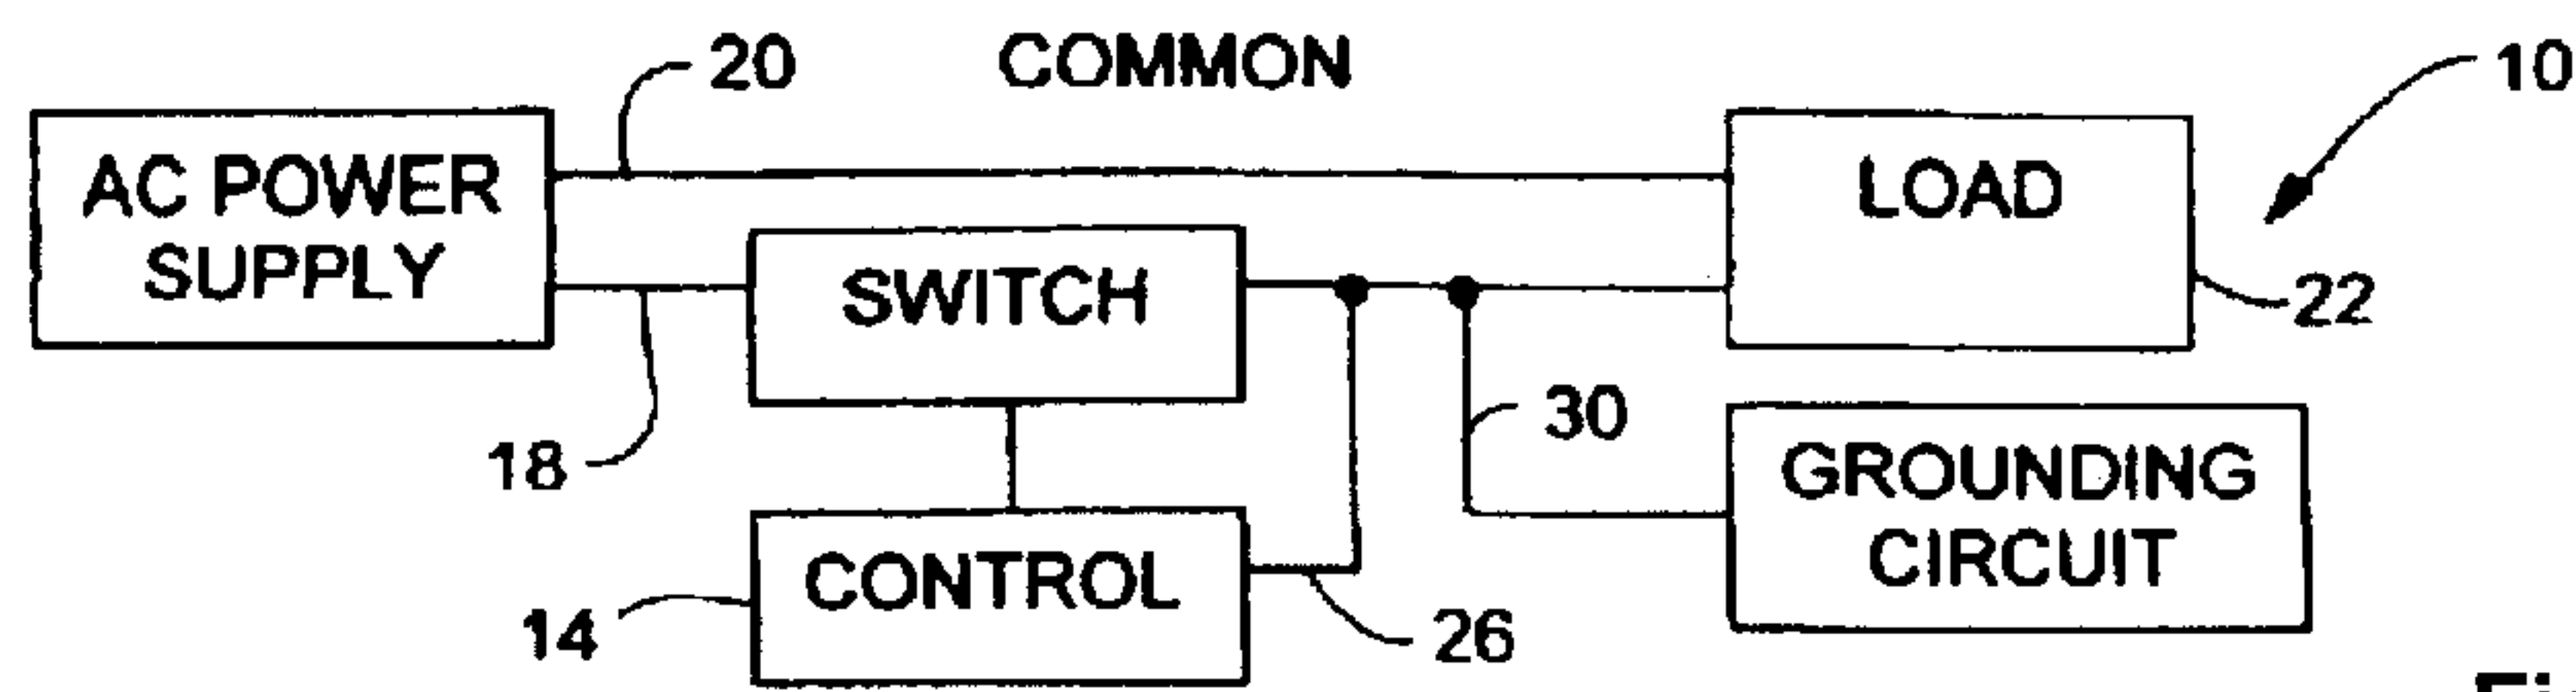 20
COMMON
10
AC POWER
SUPPLY
LOAD
SWITCH
22
18
30
GROUNDING
CIRCUIT
CONTROL
14
26